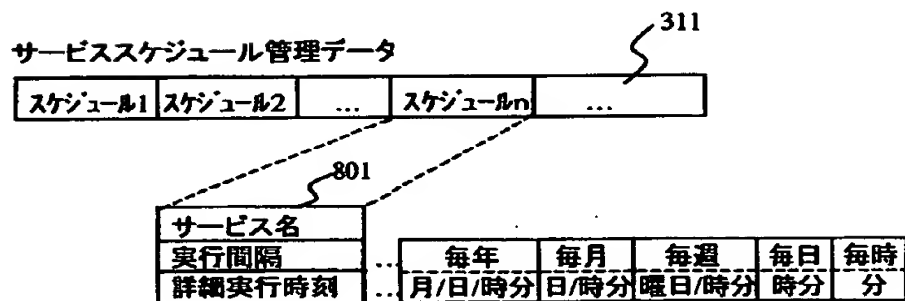 311
サービススケジュール管理データ
スケジュール1 スケジュール2 ... スケジュールn ...
801
サービス名
実行間隔 ... 毎年 毎月 毎週 毎日 毎時
詳細実行時刻 ... 月/日/時分 日/時分 曜日/時分 時分 分